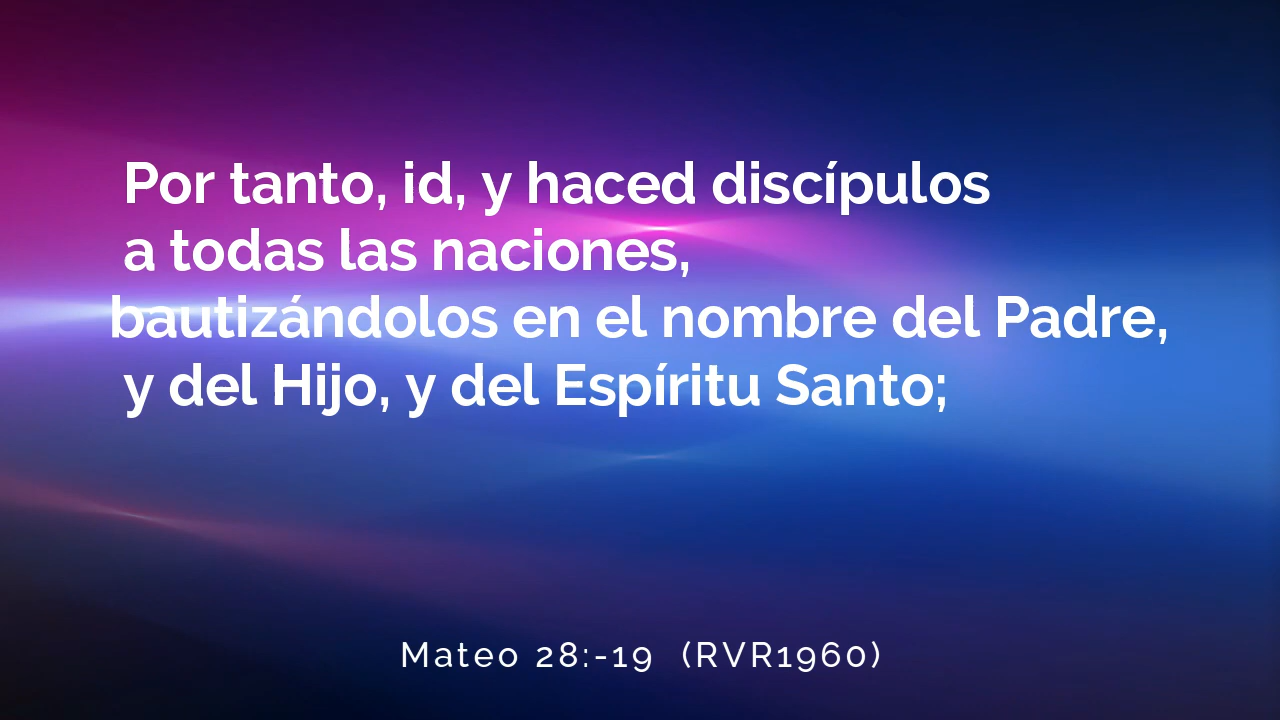 Por tanto, id, y haced discípulos
a todas las naciones,
bautizándolos en el nombre del Padre,
y del Hijo, y del Espíritu Santo;
Mateo 28:-19 (RVR1960)